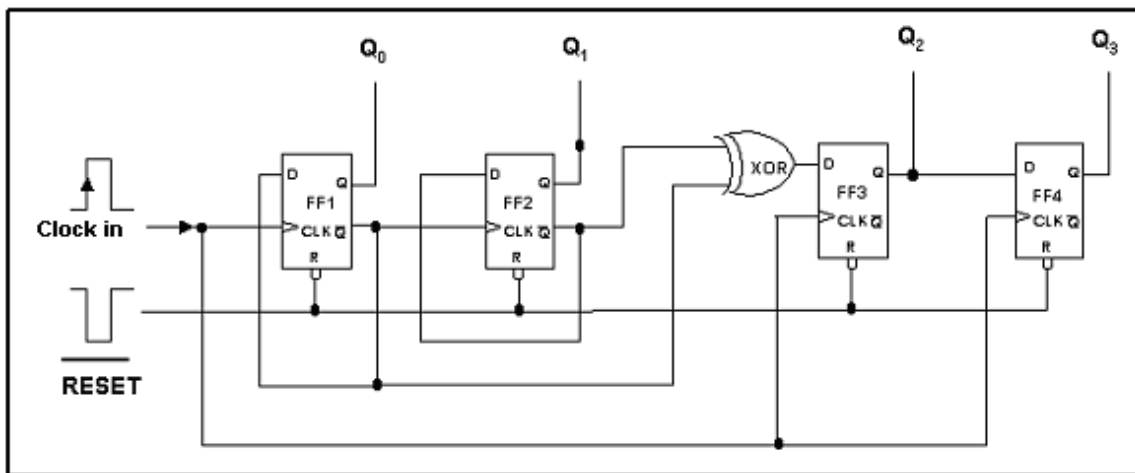 Q0
Q1
Q2
Q3
Clock in
RESET
D
Q
FF1
CLK Q̅
R
D
Q
FF2
CLK Q̅
R
XOR
D
Q
FF3
CLK Q̅
R
D
Q
FF4
CLK Q̅
R